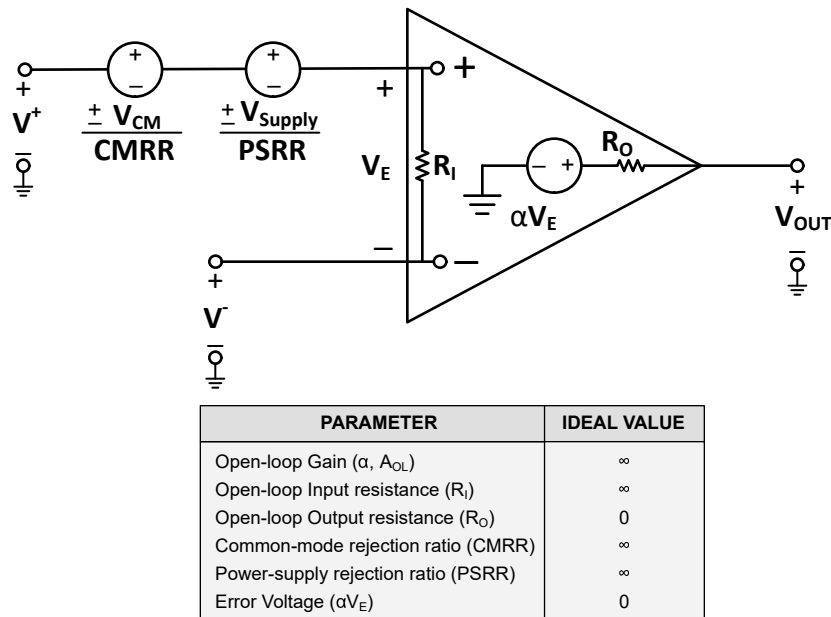 + + + +
− −
+ ± V_CM ± V_Supply + R_O
V⁺ CMRR PSRR V_E R_I − +
− αV_E +
V_OUT
− − −
+
V⁻
−
PARAMETER IDEAL VALUE
Open-loop Gain (α, A_OL) ∞
Open-loop Input resistance (R_I) ∞
Open-loop Output resistance (R_O) 0
Common-mode rejection ratio (CMRR) ∞
Power-supply rejection ratio (PSRR) ∞
Error Voltage (αV_E) 0